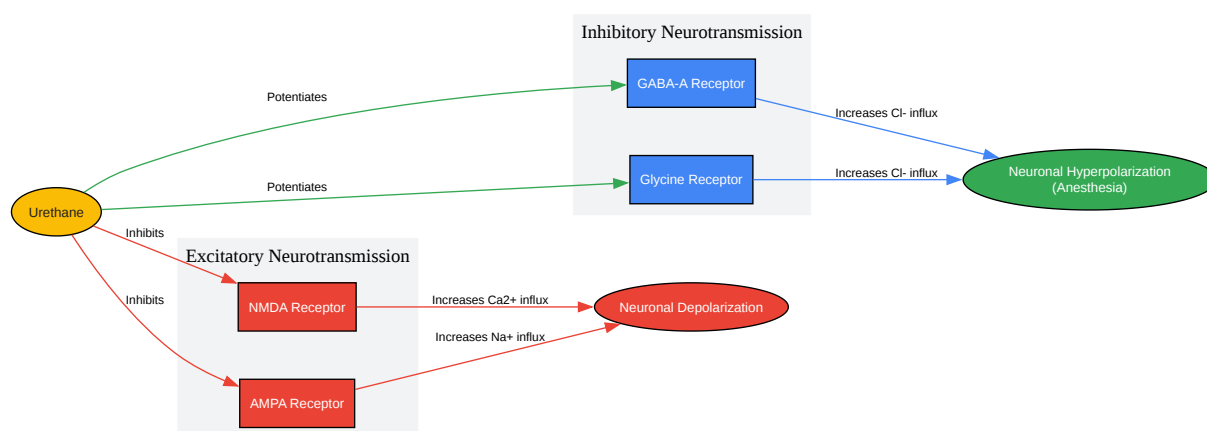 Inhibitory Neurotransmission
GABA-A Receptor
Potentiates
Increases Cl- influx
Glycine Receptor
Potentiates
Increases Cl- influx
Neuronal Hyperpolarization
(Anesthesia)
Urethane
Inhibits
Excitatory Neurotransmission
Inhibits
NMDA Receptor
Increases Ca2+ influx
Neuronal Depolarization
Increases Na+ influx
AMPA Receptor